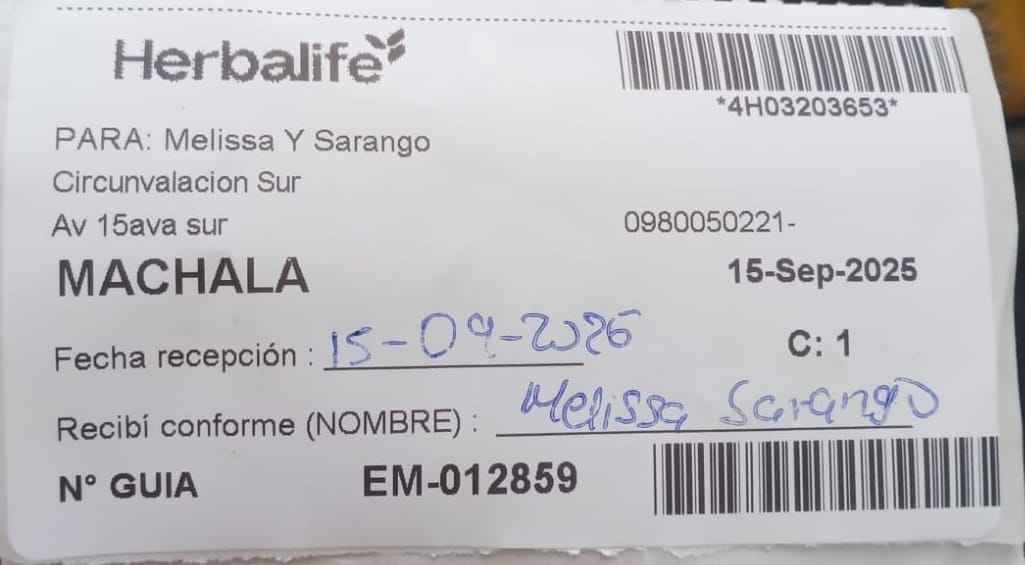 Herbalife
*4H03203653*
PARA: Melissa Y Sarango
Circunvalacion Sur
Av 15ava sur
0980050221-
MACHALA
15-Sep-2025
Fecha recepción : 15-09-2026
C: 1
Recibí conforme (NOMBRE) : Melissa Sarango
N° GUIA EM-012859